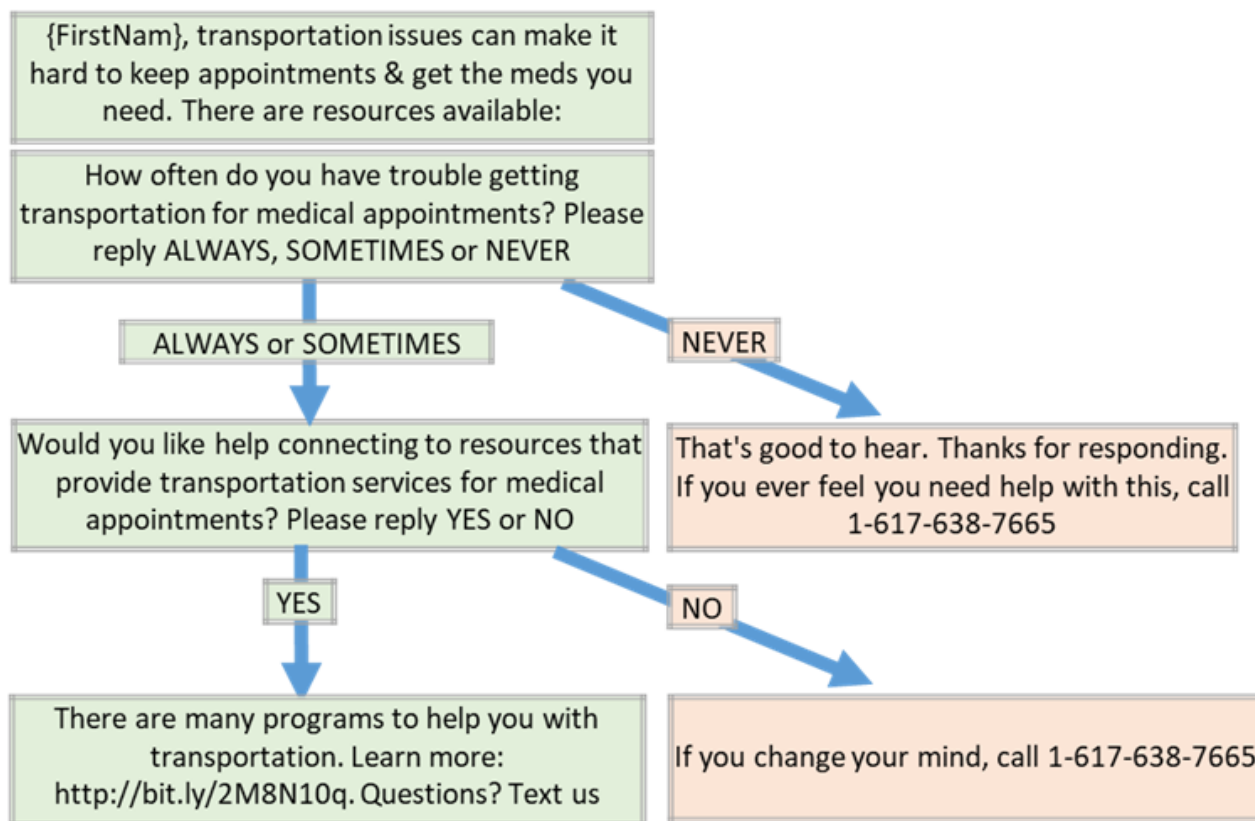 {FirstNam}, transportation issues can make it
hard to keep appointments & get the meds you
need. There are resources available:
How often do you have trouble getting
transportation for medical appointments? Please
reply ALWAYS, SOMETIMES or NEVER
ALWAYS or SOMETIMES
NEVER
Would you like help connecting to resources that
provide transportation services for medical
appointments? Please reply YES or NO
That's good to hear. Thanks for responding.
If you ever feel you need help with this, call
1-617-638-7665
YES
NO
There are many programs to help you with
transportation. Learn more:
http://bit.ly/2M8N10q. Questions? Text us
If you change your mind, call 1-617-638-7665